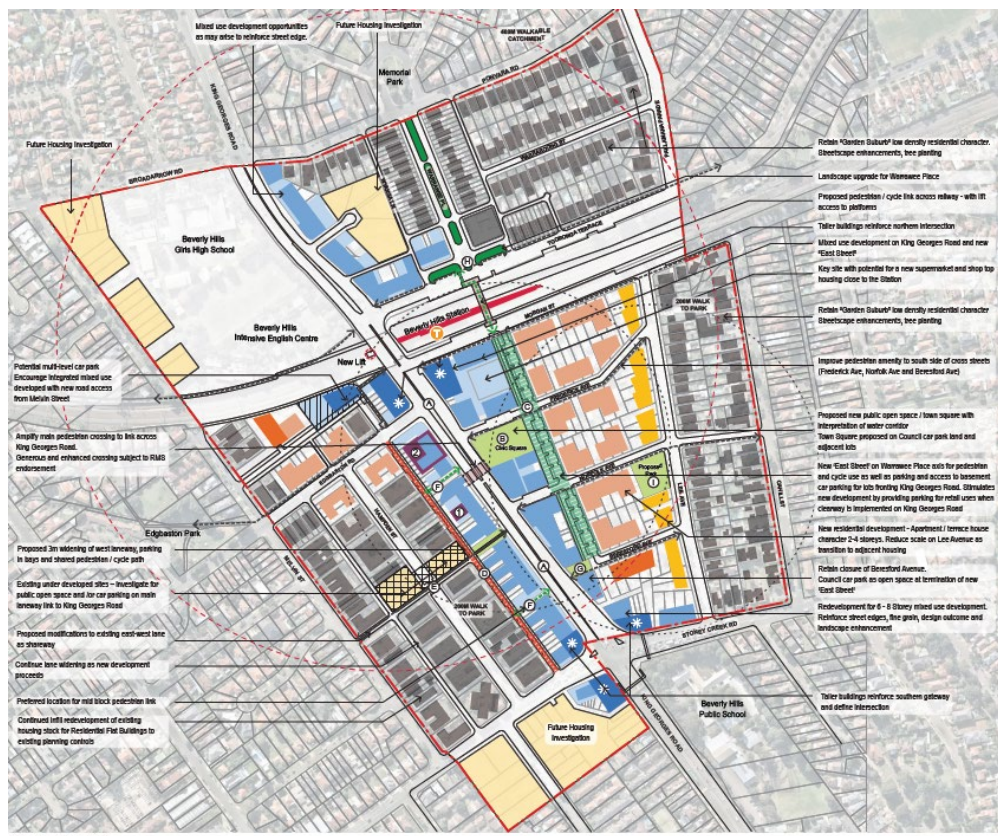 Mixed use development opportunities
as may arise to reinforce street edge.
Future Housing Investigation
400M WALKABLE
CATCHMENT
Memorial
Park
PONYARA RD
KING GEORGES ROAD
Future Housing Investigation
BROADARROW RD
Beverly Hills
Girls High School
TOORONGA TERRACE
H
Beverly Hills
Intensive English Centre
Beverly Hills Station
T
New Lift
MORGAN ST
200M WALK
TO PARK
FREDERICK AVE
A
C
B
Civic Square
2
F
1
EDGBASTON RD
NORFOLK AVE
Proposed
Park
I
LEE AVE
HAMPDEN ST
MELVIN ST
Edgbaston Park
E
D
A
G
F
BERESFORD AVE
200M WALK
TO PARK
STOREY CREEK RD
KING GEORGES ROAD
Beverly Hills
Public School
Future Housing
Investigation
Potential multi-level car park
Encourage integrated mixed use
developed with new road access
from Melvin Street
Amplify main pedestrian crossing to link across
King Georges Road.
Generous and enhanced crossing subject to RMS
endorsement
Proposed 3m widening of west laneway, parking
in bays and shared pedestrian / cycle path
Existing under developed sites – investigate for
public open space and /or car parking on main
laneway link to King Georges Road
Proposed modifications to existing east-west lane
as shareway
Continue lane widening as new development
proceeds
Preferred location for mid block pedestrian link
Continued infill redevelopment of existing
housing stock for Residential Flat Buildings to
existing planning controls
Retain "Garden Suburb" low density residential character.
Streetscape enhancements, tree planting
Landscape upgrade for Warrawee Place
Proposed pedestrian / cycle link across railway - with lift
access to platforms
Taller buildings reinforce northern intersection
Mixed use development on King Georges Road and new
"East Street"
Key site with potential for a new supermarket and shop top
housing close to the Station
Retain "Garden Suburb" low density residential character
Streetscape enhancements, tree planting
Improve pedestrian amenity to south side of cross streets
(Frederick Ave, Norfolk Ave and Beresford Ave)
Proposed new public open space / town square with
interpretation of water corridor
Town Square proposed on Council car park land and
adjacent lots
New 'East Street' on Warrawee Place axis for pedestrian
and cycle use as well as parking and access to basement
car parking for lots fronting King Georges Road. Stimulates
new development by providing parking for retail uses when
clearway is implemented on King Georges Road
New residential development - Apartment / terrace house
character 2-4 storeys. Reduce scale on Lee Avenue as
transition to adjacent housing
Retain closure of Beresford Avenue.
Council car park as open space at termination of new
'East Street'
Redevelopment for 6 - 8 Storey mixed use development.
Reinforce street edges, fine grain, design outcome and
landscape enhancement
Taller buildings reinforce southern gateway
and define intersection